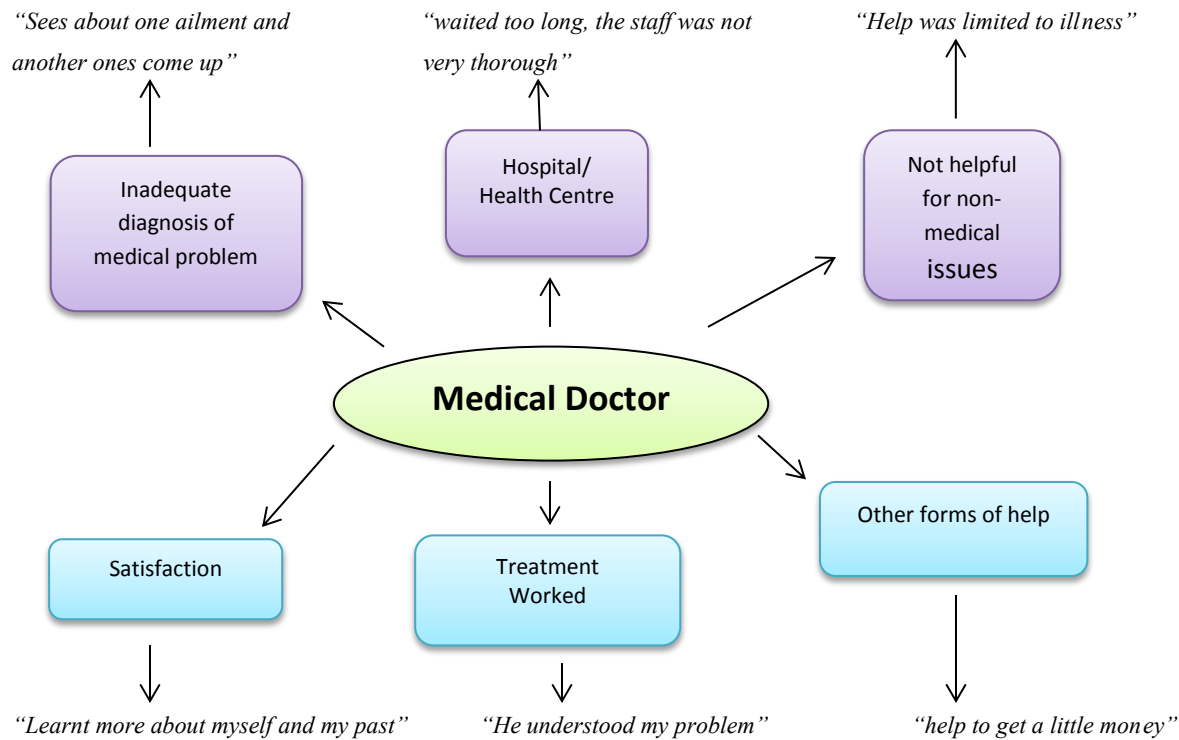 “Sees about one ailment and
another ones come up”
“waited too long, the staff was not
very thorough”
“Help was limited to illness”
Inadequate
diagnosis of
medical problem
Hospital/
Health Centre
Not helpful
for non-
medical
issues
Medical Doctor
Satisfaction
Treatment
Worked
Other forms of help
“Learnt more about myself and my past”
“He understood my problem”
“help to get a little money”